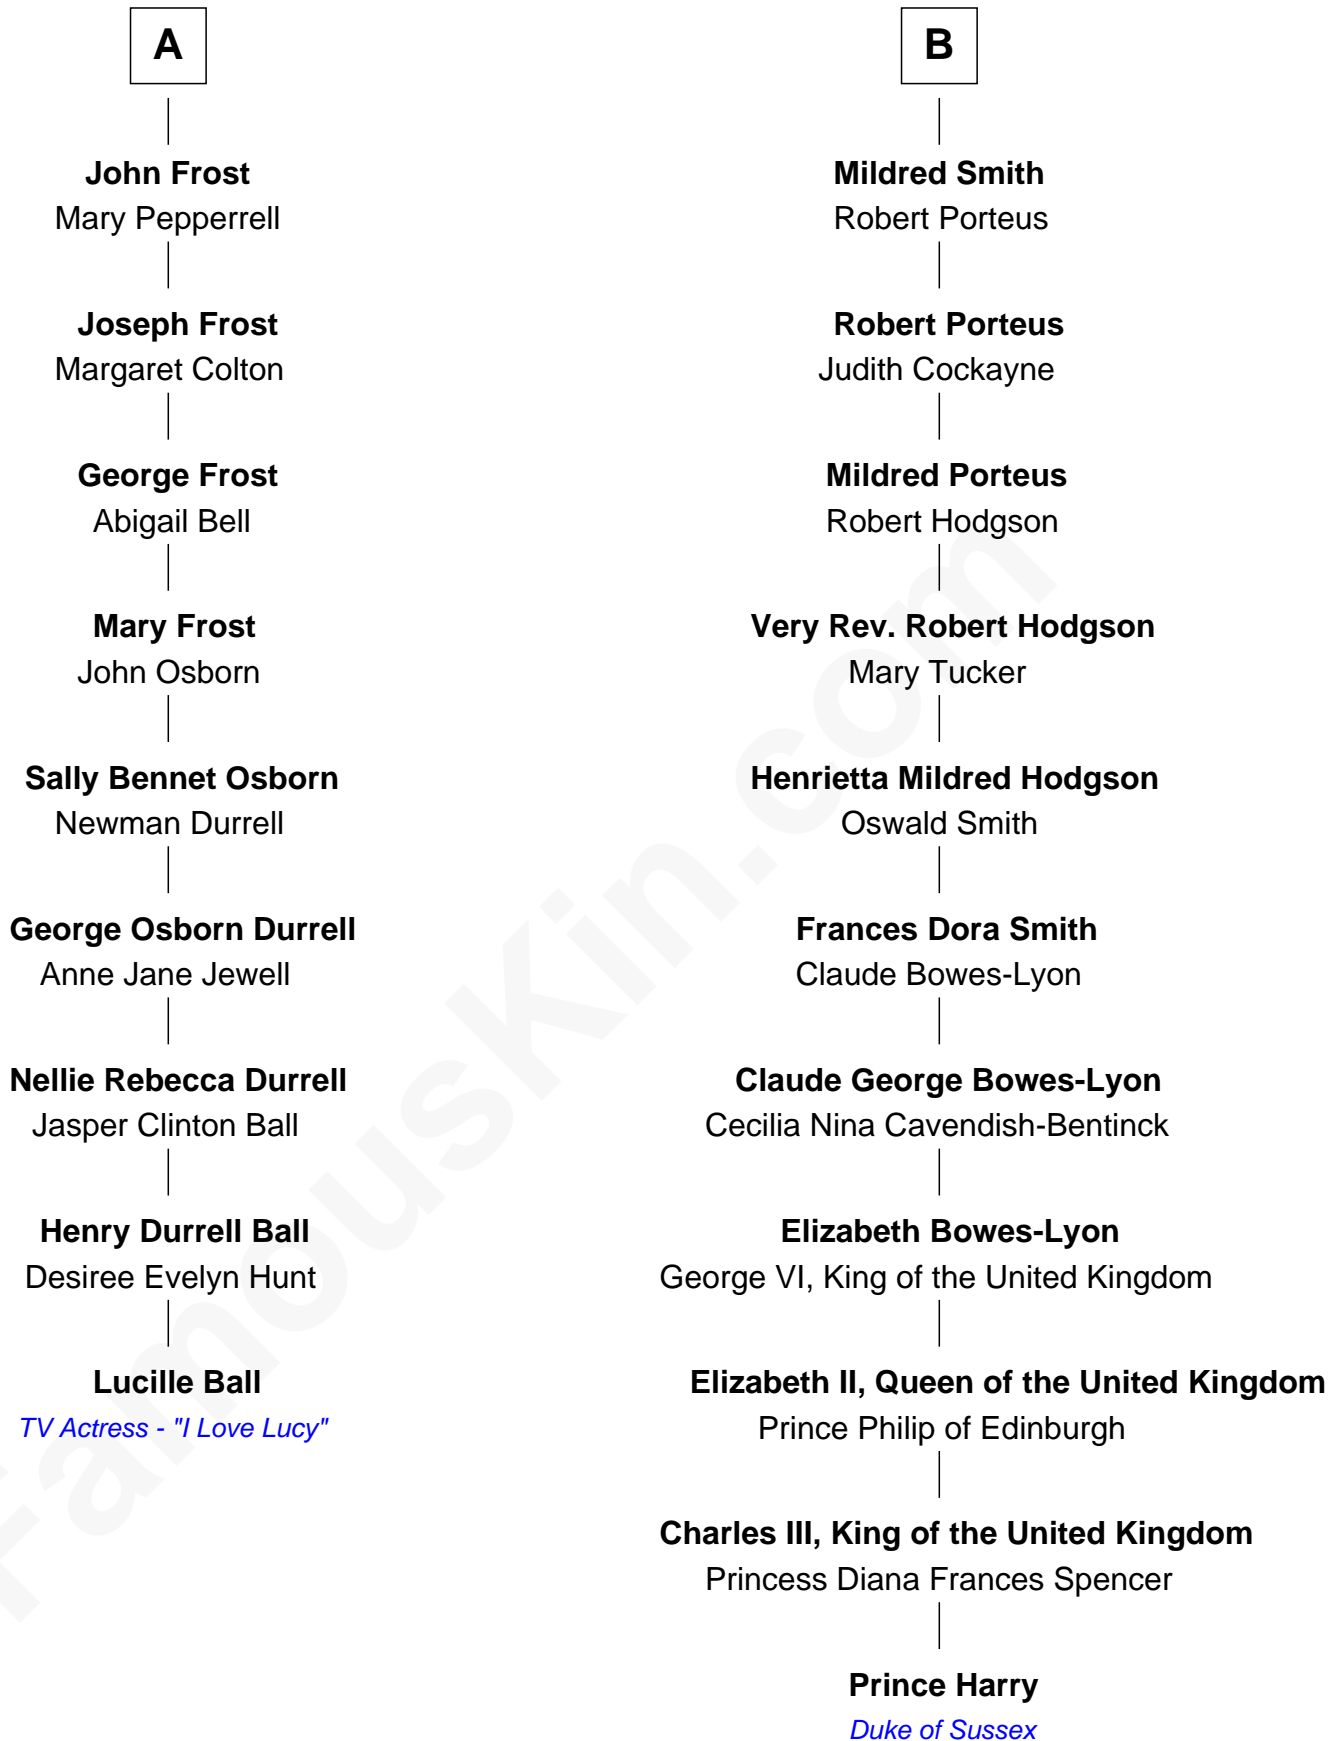 A
John Frost
Mary Pepperrell
Joseph Frost
Margaret Colton
George Frost
Abigail Bell
Mary Frost
John Osborn
Sally Bennet Osborn
Newman Durrell
George Osborn Durrell
Anne Jane Jewell
Nellie Rebecca Durrell
Jasper Clinton Ball
Henry Durrell Ball
Desiree Evelyn Hunt
Lucille Ball
TV Actress - "I Love Lucy"
B
Mildred Smith
Robert Porteus
Robert Porteus
Judith Cockayne
Mildred Porteus
Robert Hodgson
Very Rev. Robert Hodgson
Mary Tucker
Henrietta Mildred Hodgson
Oswald Smith
Frances Dora Smith
Claude Bowes-Lyon
Claude George Bowes-Lyon
Cecilia Nina Cavendish-Bentinck
Elizabeth Bowes-Lyon
George VI, King of the United Kingdom
Elizabeth II, Queen of the United Kingdom
Prince Philip of Edinburgh
Charles III, King of the United Kingdom
Princess Diana Frances Spencer
Prince Harry
Duke of Sussex
FamousKin.com